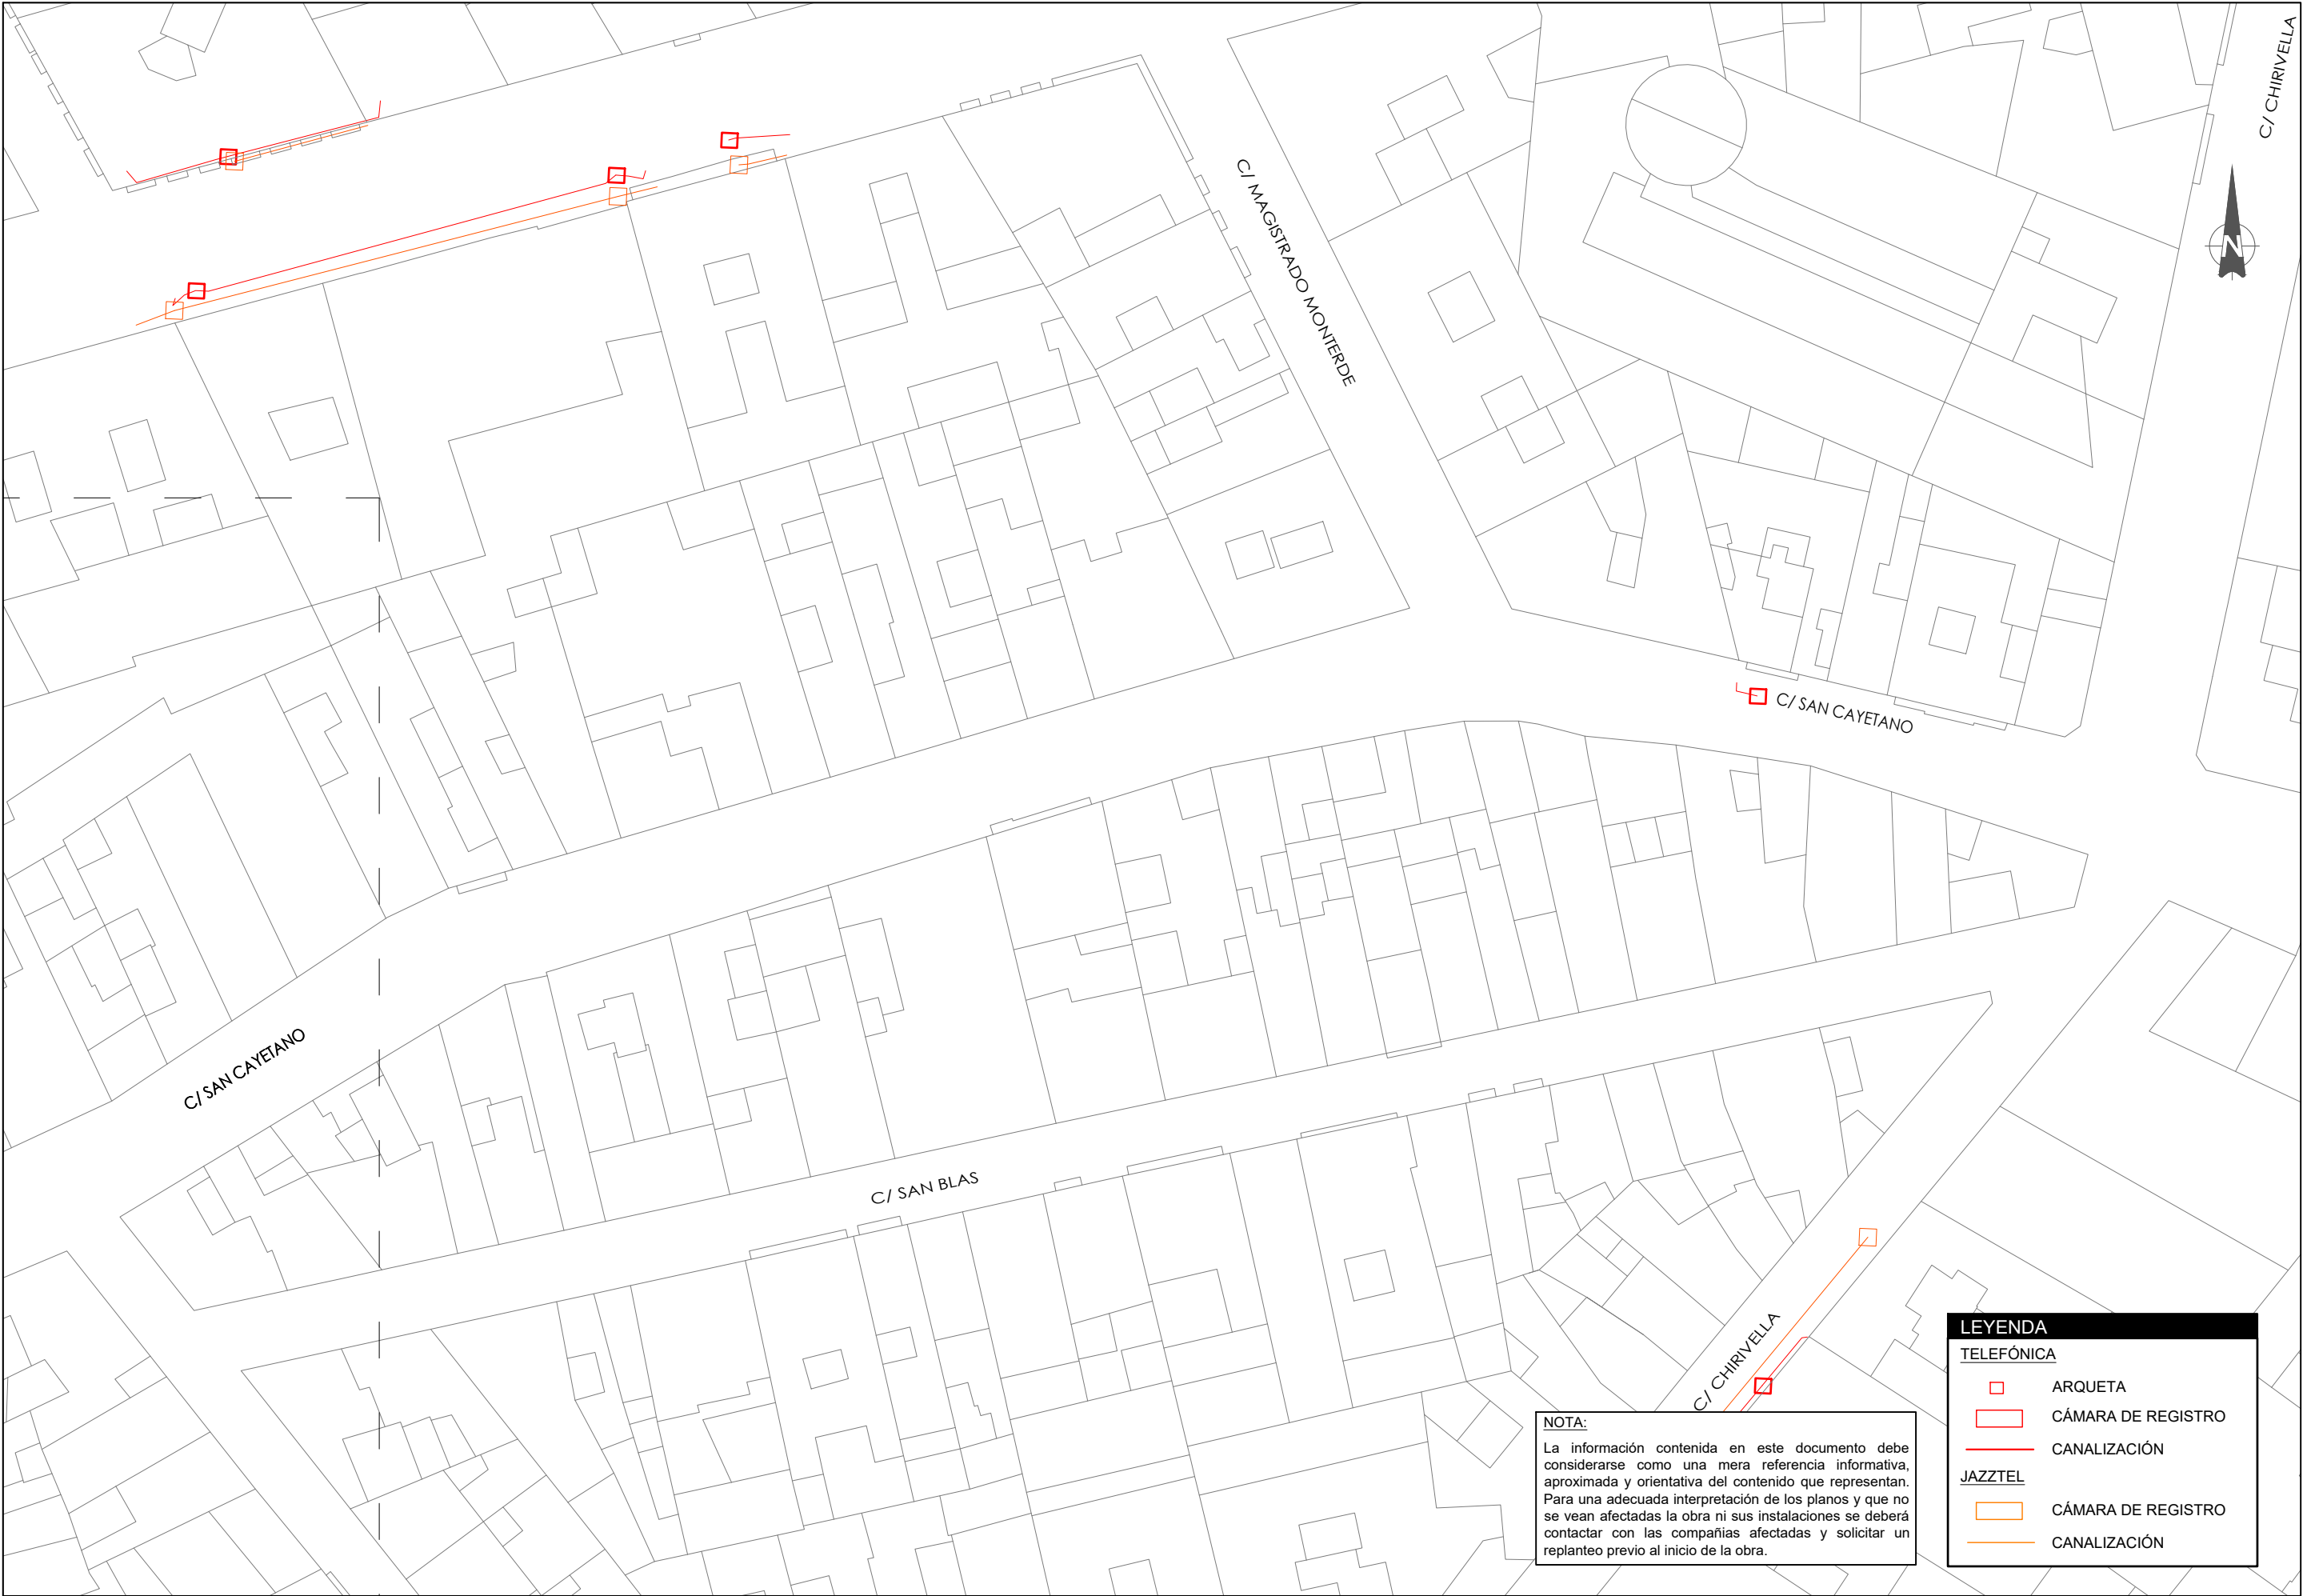 C/ CHIRIVELLA
C/ MAGISTRADO MONTERDE
N
C/ SAN CAYETANO
C/ SAN CAYETANO
C/ SAN BLAS
C/ CHIRIVELLA
NOTA:
La información contenida en este documento debe
considerarse como una mera referencia informativa,
aproximada y orientativa del contenido que representan.
Para una adecuada interpretación de los planos y que no
se vean afectadas la obra ni sus instalaciones se deberá
contactar con las compañias afectadas y solicitar un
replanteo previo al inicio de la obra.
LEYENDA
TELEFÓNICA
ARQUETA
CÁMARA DE REGISTRO
CANALIZACIÓN
JAZZTEL
CÁMARA DE REGISTRO
CANALIZACIÓN